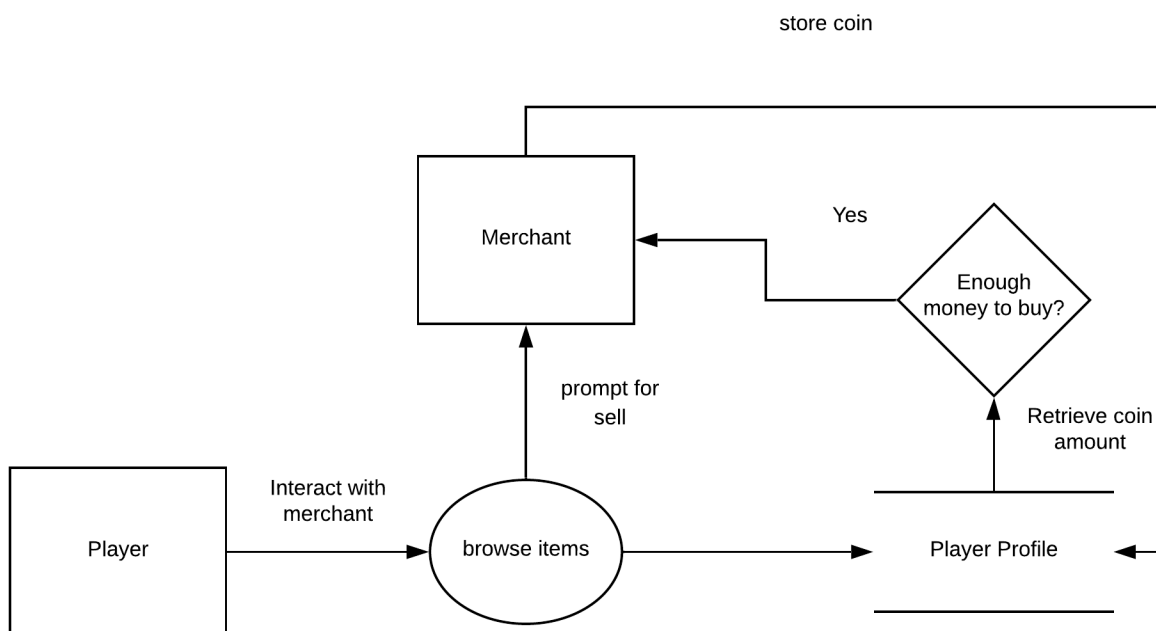 store coin
Merchant
Yes
Enough
money to buy?
prompt for
sell
Retrieve coin
amount
Interact with
merchant
Player
browse items
Player Profile